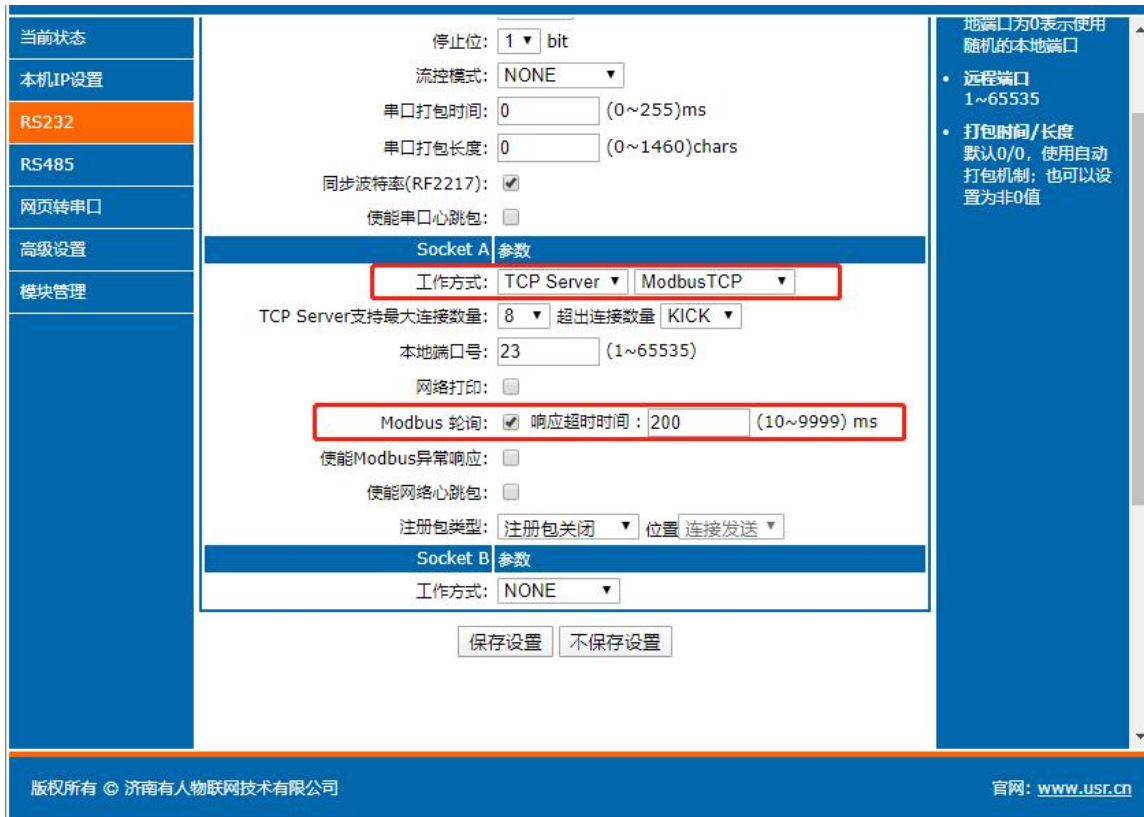 当前状态
本机IP设置
RS232
RS485
网页转串口
高级设置
模块管理
停止位: 1 bit
流控模式: NONE
串口打包时间: 0 (0~255)ms
串口打包长度: 0 (0~1460)chars
同步波特率(RF2217):
使能串口心跳包:
Socket A 参数
工作方式: TCP Server ModbusTCP
TCP Server支持最大连接数量: 8 超出连接数量 KICK
本地端口号: 23 (1~65535)
网络打印:
Modbus 轮询: 响应超时时间：200 (10~9999) ms
使能Modbus异常响应:
使能网络心跳包:
注册包类型: 注册包关闭 位置 连接发送
Socket B 参数
工作方式: NONE
保存设置 不保存设置
地端口为0表示使用
随机的本地端口
• 远程端口
1~65535
• 打包时间/长度
默认0/0，使用自动
打包机制；也可以设
置为非0值
版权所有 © 济南有人物联网技术有限公司 官网: www.usr.cn